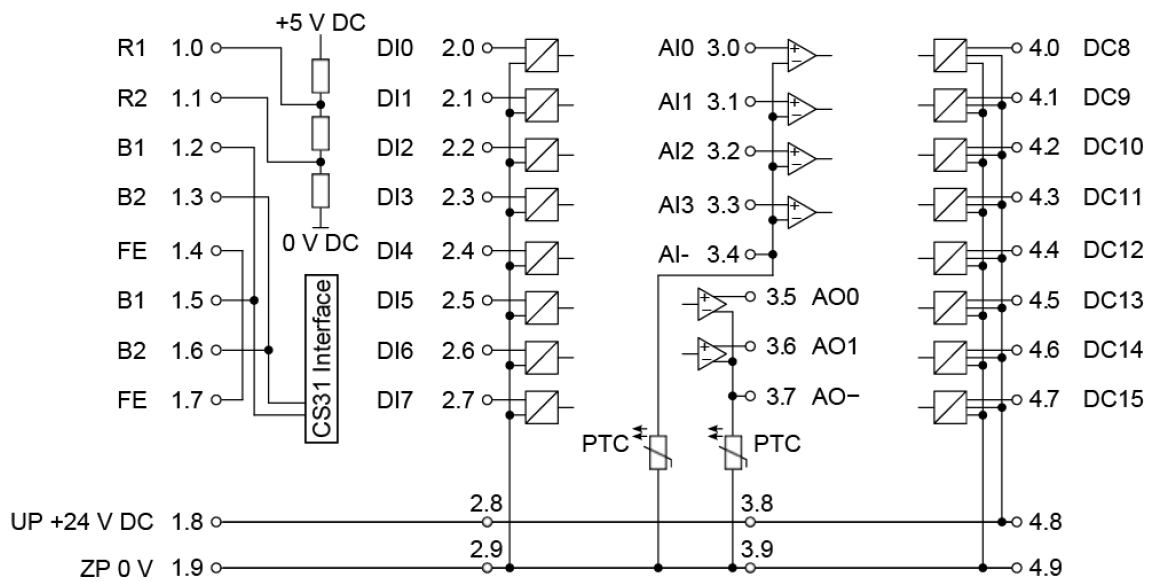 +5 V DC
R1 1.0 DI0 2.0 AI0 3.0 + − 4.0 DC8
R2 1.1 DI1 2.1 AI1 3.1 + − 4.1 DC9
B1 1.2 DI2 2.2 AI2 3.2 + − 4.2 DC10
B2 1.3 DI3 2.3 AI3 3.3 + − 4.3 DC11
0 V DC
FE 1.4 DI4 2.4 AI- 3.4 4.4 DC12
B1 1.5 DI5 2.5 + − 3.5 AO0 4.5 DC13
B2 1.6 DI6 2.6 + − 3.6 AO1 4.6 DC14
FE 1.7 DI7 2.7 3.7 AO− 4.7 DC15
CS31 Interface
PTC PTC
2.8 3.8
UP +24 V DC 1.8 4.8
2.9 3.9
ZP 0 V 1.9 4.9